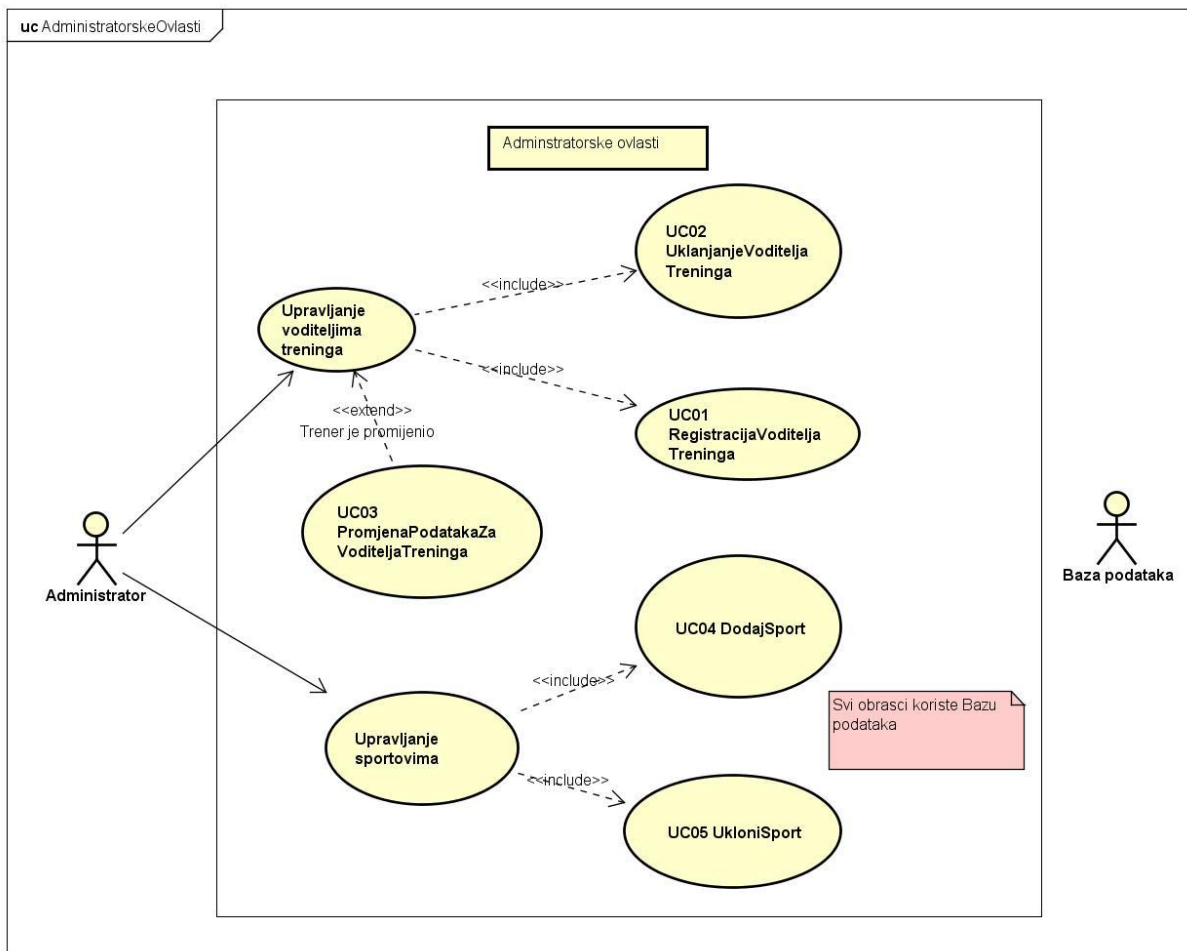 uc AdministratorskeOvlasti
Adminstratorske ovlasti
UC02
UklanjanjeVoditelja
Treninga
<<include>>
Upravljanje
voditeljima
treninga
<<include>>
UC01
RegistracijaVoditelja
Treninga
<<extend>>
Trener je promijenio
UC03
PromjenaPodatakaZa
VoditeljaTreninga
Administrator
Baza podataka
UC04 DodajSport
<<include>>
Svi obrasci koriste Bazu
podataka
Upravljanje
sportovima
<<include>>
UC05 UkloniSport